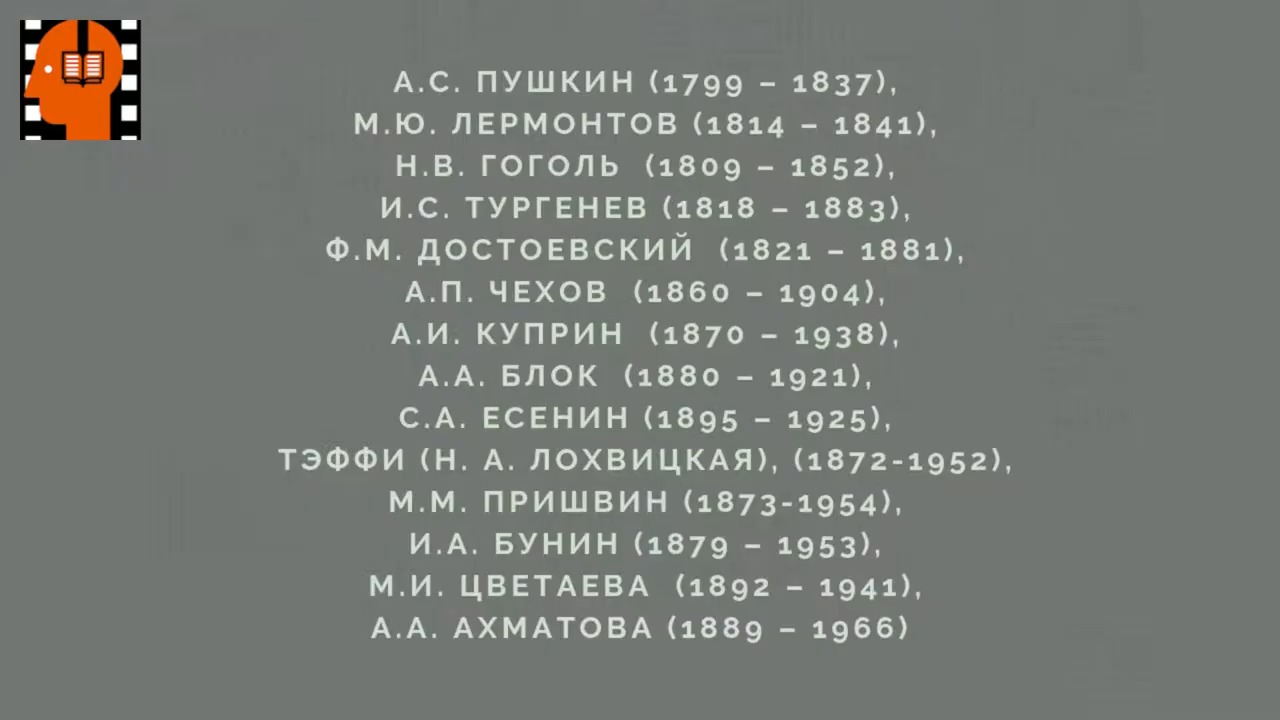 А.С. ПУШКИН (1799 – 1837),
М.Ю. ЛЕРМОНТОВ (1814 – 1841),
Н.В. ГОГОЛЬ (1809 – 1852),
И.С. ТУРГЕНЕВ (1818 – 1883),
Ф.М. ДОСТОЕВСКИЙ (1821 – 1881),
А.П. ЧЕХОВ (1860 – 1904),
А.И. КУПРИН (1870 – 1938),
А.А. БЛОК (1880 – 1921),
С.А. ЕСЕНИН (1895 – 1925),
ТЭФФИ (Н. А. ЛОХВИЦКАЯ), (1872-1952),
М.М. ПРИШВИН (1873-1954),
И.А. БУНИН (1879 – 1953),
М.И. ЦВЕТАЕВА (1892 – 1941),
А.А. АХМАТОВА (1889 – 1966)